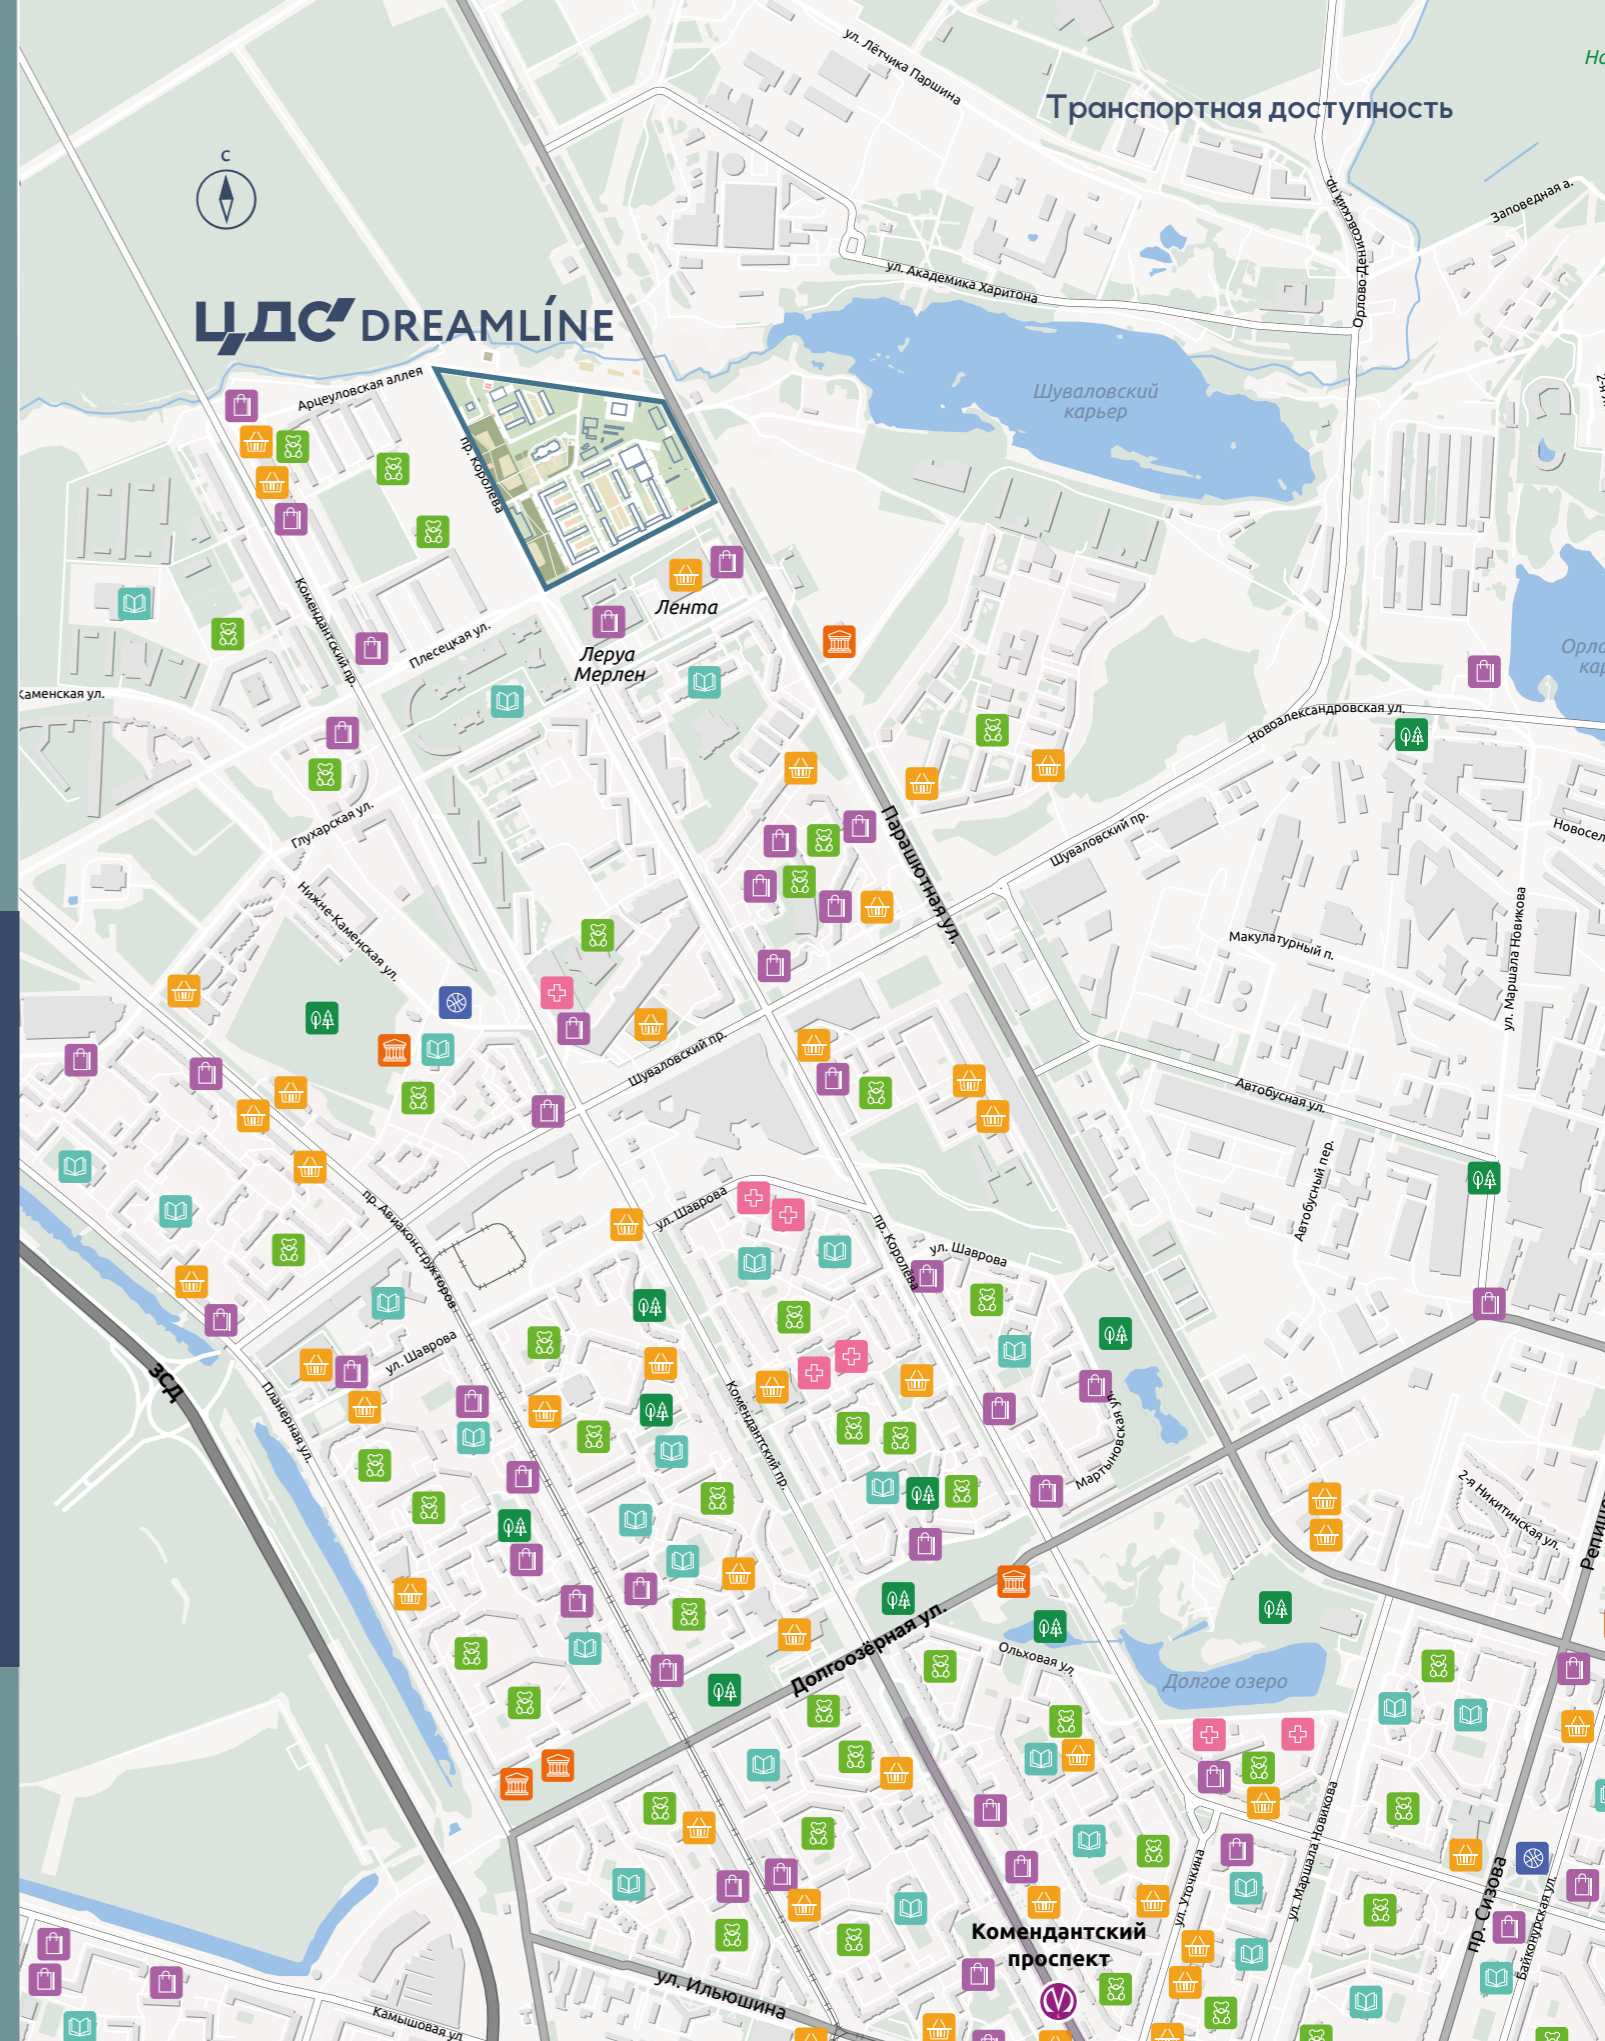 ул. Лётчика Паршина
Транспортная доступность
С
Заповедная а.
Орлово-Денисовский пр.
ул. Академика Харитона
ЦДС DREAMLÍNE
Арцеуловская аллея
Шуваловский
карьер
пр. Королёва
Лента
Комендантский пр.
Плесецкая ул.
Леруа
Мерлен
Каменская ул.
Новоалександровская ул.
Глухарская ул.
Парашютная ул.
Шуваловский пр.
Нижне-Каменская ул.
Макулатурный п.
ул. Маршала Новикова
Шуваловский пр.
Автобусная ул.
Автобусный пер.
пр. Авиаконструкторов
ул. Шаврова
пр. Королёва
ул. Шаврова
ул. Шаврова
ЗСД
Планерная ул.
Комендантский пр.
Мартыновская ул.
2-я Никитинская ул.
Долгоозёрная ул.
Ольховая ул.
Долгое озеро
ул. Уточкина
ул. Маршала Новикова
пр. Сизова
Байконурская ул.
Комендантский
проспект
ул. Ильюшина
Камышовая ул.